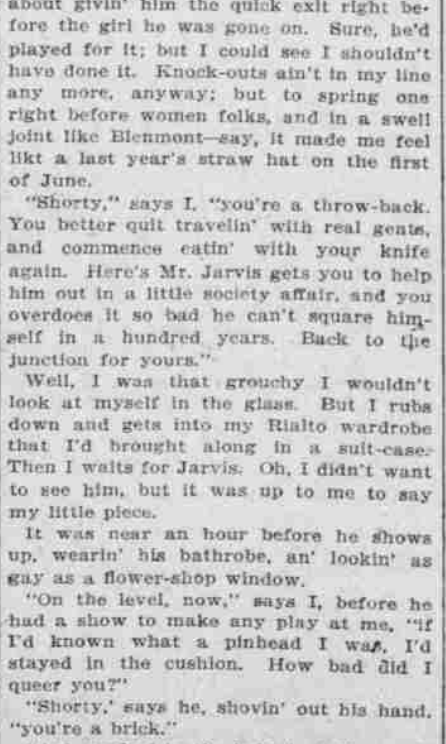 about givin' him the quick exit right be-
fore the girl he was gone on. Sure, he'd
played for it; but I could see I shouldn't
have done it. Knock-outs ain't in my line
any more, anyway; but to spring one
right before women folks, and in a swell
joint like Blenmont—say, it made me feel
likt a last year's straw hat on the first
of June.
"Shorty," says I, "you're a throw-back.
You better quit travelin' with real gents,
and commence eatin' with your knife
again. Here's Mr. Jarvis gets you to help
him out in a little society affair, and you
overdoes it so bad he can't square him-
self in a hundred years. Back to the
junction for yours."
Well, I was that grouchy I wouldn't
look at myself in the glass. But I rubs
down and gets into my Rialto wardrobe
that I'd brought along in a suit-case.
Then I waits for Jarvis. Oh, I didn't want
to see him, but it was up to me to say
my little piece.
It was near an hour before he shows
up, wearin' his bathrobe, an' lookin' as
gay as a flower-shop window.
"On the level, now," says I, before he
had a show to make any play at me, "if
I'd known what a pinhead I was, I'd
stayed in the cushion. How bad did I
queer you?"
"Shorty,' says he, shovin' out his hand,
"you're a brick."